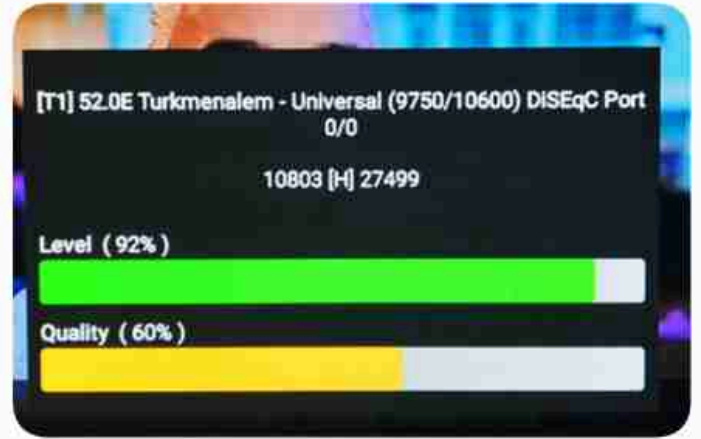 [T1] 52.0E Turkmenalem - Universal (9750/10600) DiSEqC Port
0/0
10803 [H] 27499
Level ( 92% )
Quality ( 60% )